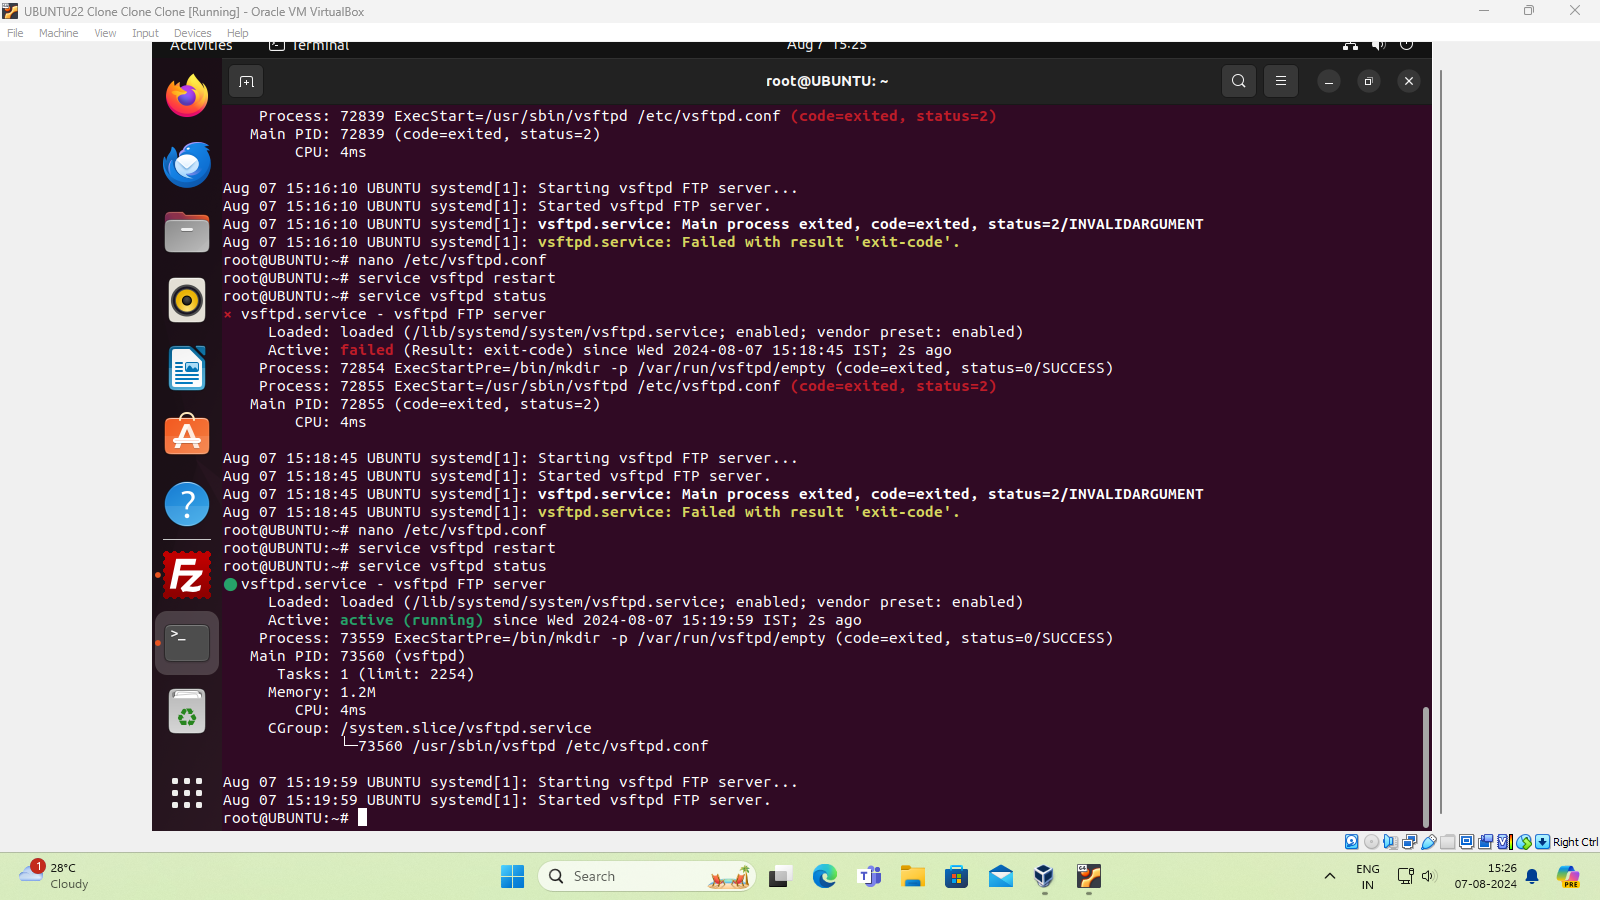 UBUNTU22 Clone Clone Clone [Running] - Oracle VM VirtualBox
File Machine View Input Devices Help
Activities Terminal Aug 7 15:25
root@UBUNTU: ~
Process: 72839 ExecStart=/usr/sbin/vsftpd /etc/vsftpd.conf (code=exited, status=2)
Main PID: 72839 (code=exited, status=2)
CPU: 4ms
Aug 07 15:16:10 UBUNTU systemd[1]: Starting vsftpd FTP server...
Aug 07 15:16:10 UBUNTU systemd[1]: Started vsftpd FTP server.
Aug 07 15:16:10 UBUNTU systemd[1]: vsftpd.service: Main process exited, code=exited, status=2/INVALIDARGUMENT
Aug 07 15:16:10 UBUNTU systemd[1]: vsftpd.service: Failed with result 'exit-code'.
root@UBUNTU:~# nano /etc/vsftpd.conf
root@UBUNTU:~# service vsftpd restart
root@UBUNTU:~# service vsftpd status
× vsftpd.service - vsftpd FTP server
Loaded: loaded (/lib/systemd/system/vsftpd.service; enabled; vendor preset: enabled)
Active: failed (Result: exit-code) since Wed 2024-08-07 15:18:45 IST; 2s ago
Process: 72854 ExecStartPre=/bin/mkdir -p /var/run/vsftpd/empty (code=exited, status=0/SUCCESS)
Process: 72855 ExecStart=/usr/sbin/vsftpd /etc/vsftpd.conf (code=exited, status=2)
Main PID: 72855 (code=exited, status=2)
CPU: 4ms
Aug 07 15:18:45 UBUNTU systemd[1]: Starting vsftpd FTP server...
Aug 07 15:18:45 UBUNTU systemd[1]: Started vsftpd FTP server.
Aug 07 15:18:45 UBUNTU systemd[1]: vsftpd.service: Main process exited, code=exited, status=2/INVALIDARGUMENT
Aug 07 15:18:45 UBUNTU systemd[1]: vsftpd.service: Failed with result 'exit-code'.
root@UBUNTU:~# nano /etc/vsftpd.conf
root@UBUNTU:~# service vsftpd restart
root@UBUNTU:~# service vsftpd status
● vsftpd.service - vsftpd FTP server
Loaded: loaded (/lib/systemd/system/vsftpd.service; enabled; vendor preset: enabled)
Active: active (running) since Wed 2024-08-07 15:19:59 IST; 2s ago
Process: 73559 ExecStartPre=/bin/mkdir -p /var/run/vsftpd/empty (code=exited, status=0/SUCCESS)
Main PID: 73560 (vsftpd)
Tasks: 1 (limit: 2254)
Memory: 1.2M
CPU: 4ms
CGroup: /system.slice/vsftpd.service
└─73560 /usr/sbin/vsftpd /etc/vsftpd.conf
Aug 07 15:19:59 UBUNTU systemd[1]: Starting vsftpd FTP server...
Aug 07 15:19:59 UBUNTU systemd[1]: Started vsftpd FTP server.
root@UBUNTU:~#
Right Ctrl
1
28°C
Cloudy
Search
ENG
IN
15:26
07-08-2024
PRE